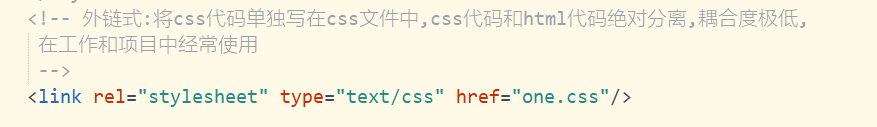 <!-- 外链式:将css代码单独写在css文件中,css代码和html代码绝对分离,耦合度极低,
在工作和项目中经常使用
-->
<link rel="stylesheet" type="text/css" href="one.css"/>